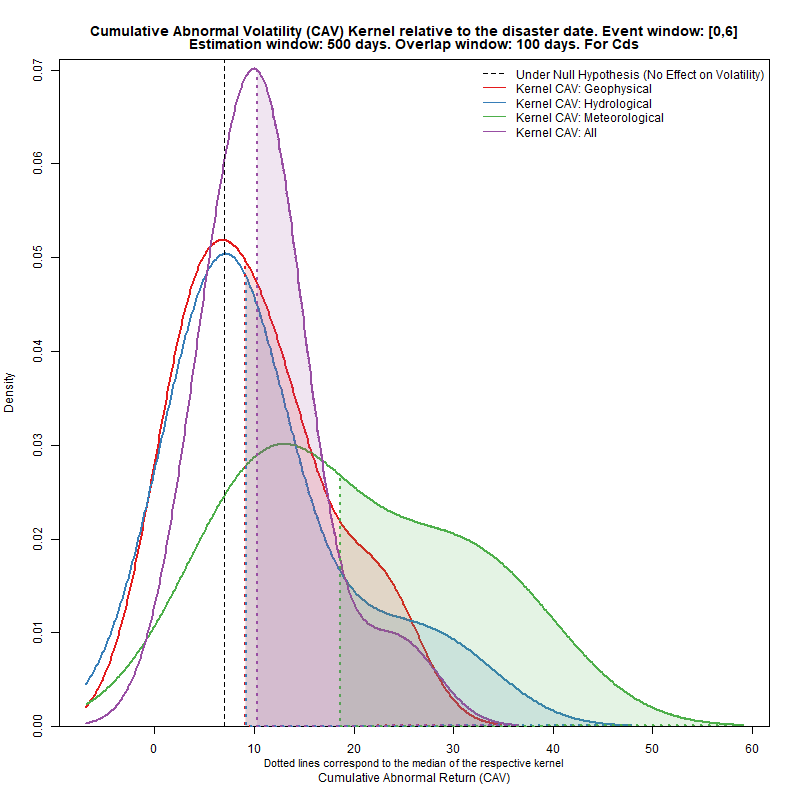 Cumulative Abnormal Volatility (CAV) Kernel relative to the disaster date. Event window: [0,6]
Estimation window: 500 days. Overlap window: 100 days. For Cds
Under Null Hypothesis (No Effect on Volatility)
Kernel CAV: Geophysical
Kernel CAV: Hydrological
Kernel CAV: Meteorological
Kernel CAV: All
0.07
0.06
0.05
0.04
0.03
0.02
0.01
0.00
Density
0 10 20 30 40 50 60
Dotted lines correspond to the median of the respective kernel
Cumulative Abnormal Return (CAV)